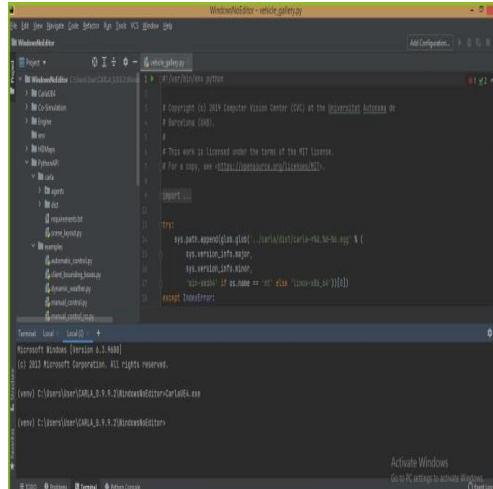 WindowsNoEditor - vehicle_gallery.py
File Edit View Navigate Code Refactor Run Tools VCS Window Help
WindowsNoEditor
Add Configuration...
Project
vehicle_gallery.py
WindowsNoEditor
CarlaUE4
Co-Simulation
Engine
env
HDMaps
PythonAPI
carla
agents
dist
requirements.txt
scene_layout.py
examples
automatic_control.py
client_bounding_boxes.py
dynamic_weather.py
manual_control.py
1
# Copyright (c) 2019 Computer Vision Center (CVC) at the Universitat Autonoma de
# Barcelona (UAB).
#
# This work is licensed under the terms of the MIT license.
# For a copy, see <https://opensource.org/licenses/MIT>.
import ...
try:
sys.path.append(glob.glob('../carla/dist/carla-*%d.%d-%s.egg' % (
sys.version_info.major,
sys.version_info.minor,
'win-amd64' if os.name == 'nt' else 'linux-x86_64'))[0])
except IndexError:
Terminal Local Local (2) +
Microsoft Windows [Version 6.3.9600]
(c) 2013 Microsoft Corporation. All rights reserved.
(venv) C:\Users\User\CARLA_0.9.9.2\WindowsNoEditor>CarlaUE4.exe
(venv) C:\Users\User\CARLA_0.9.9.2\WindowsNoEditor>
Activate Windows
Go to PC settings to activate Windows.
TODO Problems Terminal Python Console
Event Log